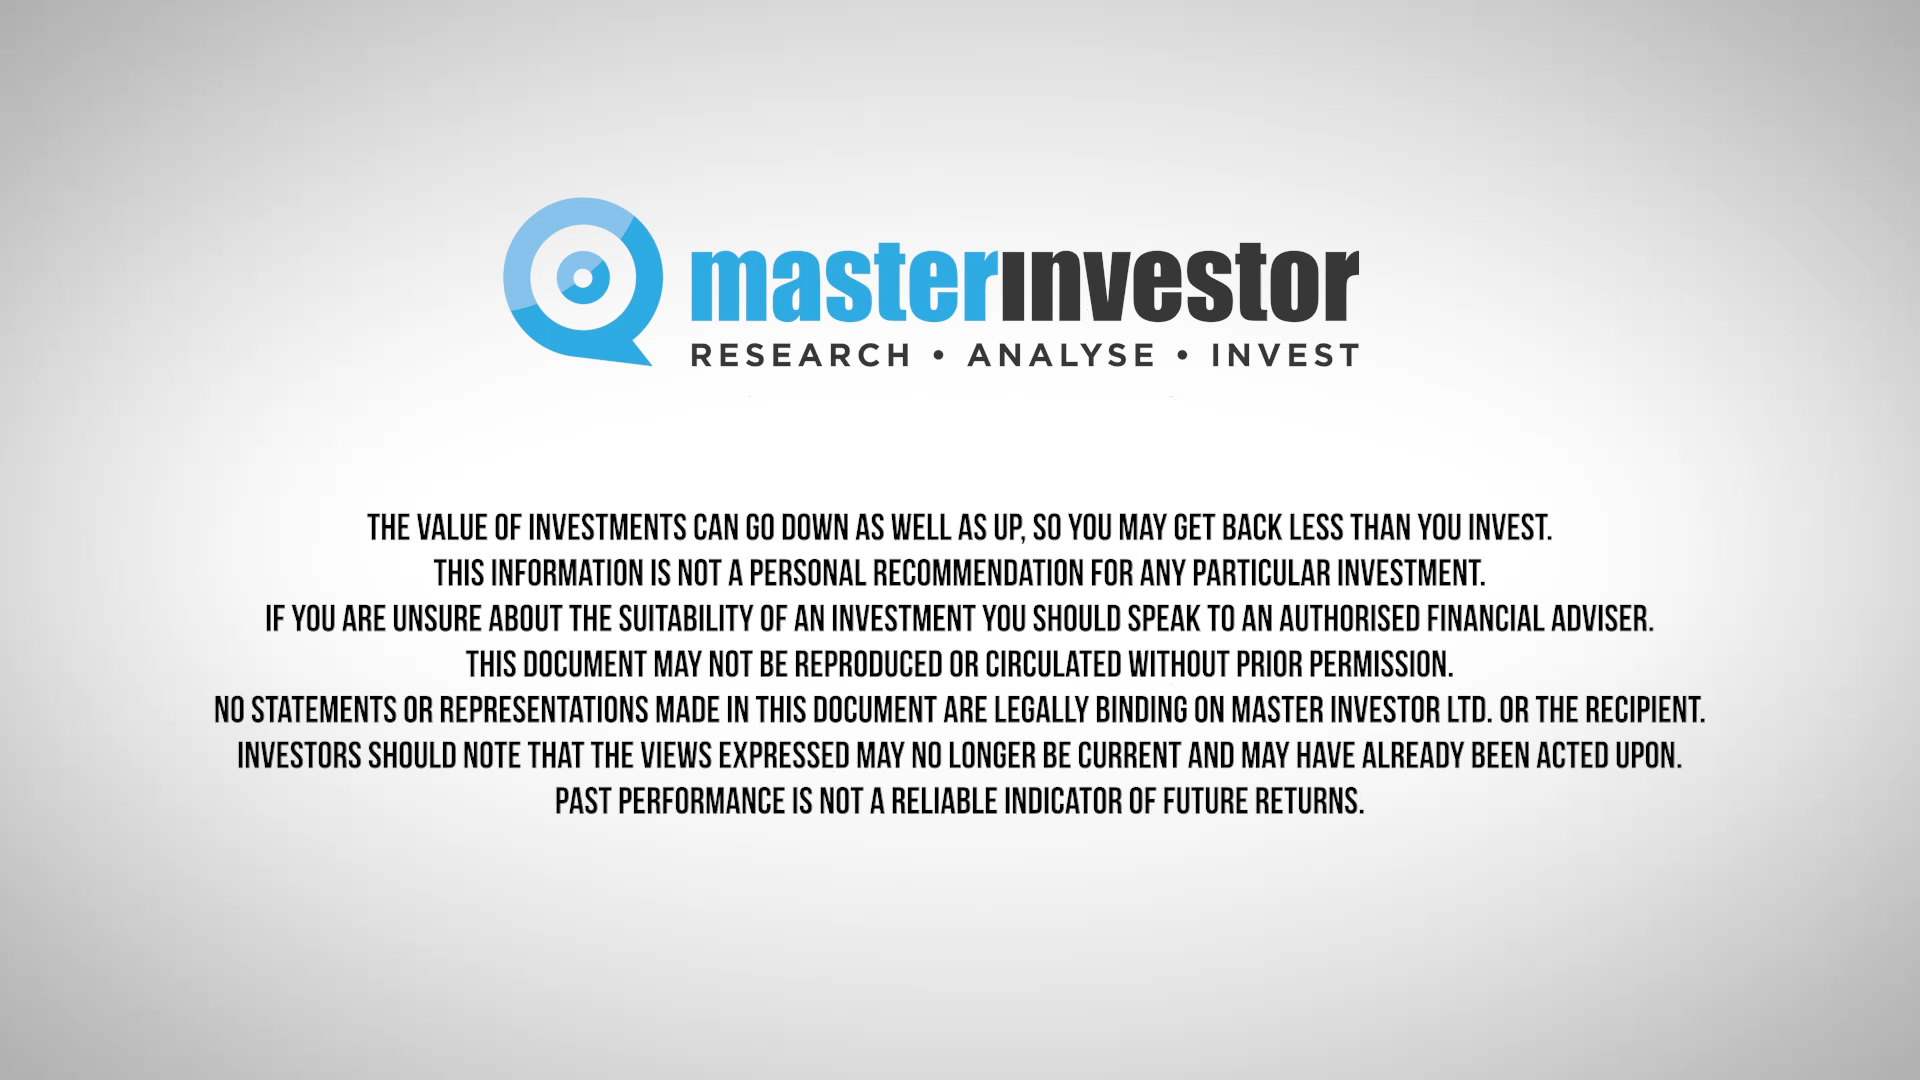 masterinvestor
RESEARCH • ANALYSE • INVEST
THE VALUE OF INVESTMENTS CAN GO DOWN AS WELL AS UP, SO YOU MAY GET BACK LESS THAN YOU INVEST.
THIS INFORMATION IS NOT A PERSONAL RECOMMENDATION FOR ANY PARTICULAR INVESTMENT.
IF YOU ARE UNSURE ABOUT THE SUITABILITY OF AN INVESTMENT YOU SHOULD SPEAK TO AN AUTHORISED FINANCIAL ADVISER.
THIS DOCUMENT MAY NOT BE REPRODUCED OR CIRCULATED WITHOUT PRIOR PERMISSION.
NO STATEMENTS OR REPRESENTATIONS MADE IN THIS DOCUMENT ARE LEGALLY BINDING ON MASTER INVESTOR LTD. OR THE RECIPIENT.
INVESTORS SHOULD NOTE THAT THE VIEWS EXPRESSED MAY NO LONGER BE CURRENT AND MAY HAVE ALREADY BEEN ACTED UPON.
PAST PERFORMANCE IS NOT A RELIABLE INDICATOR OF FUTURE RETURNS.